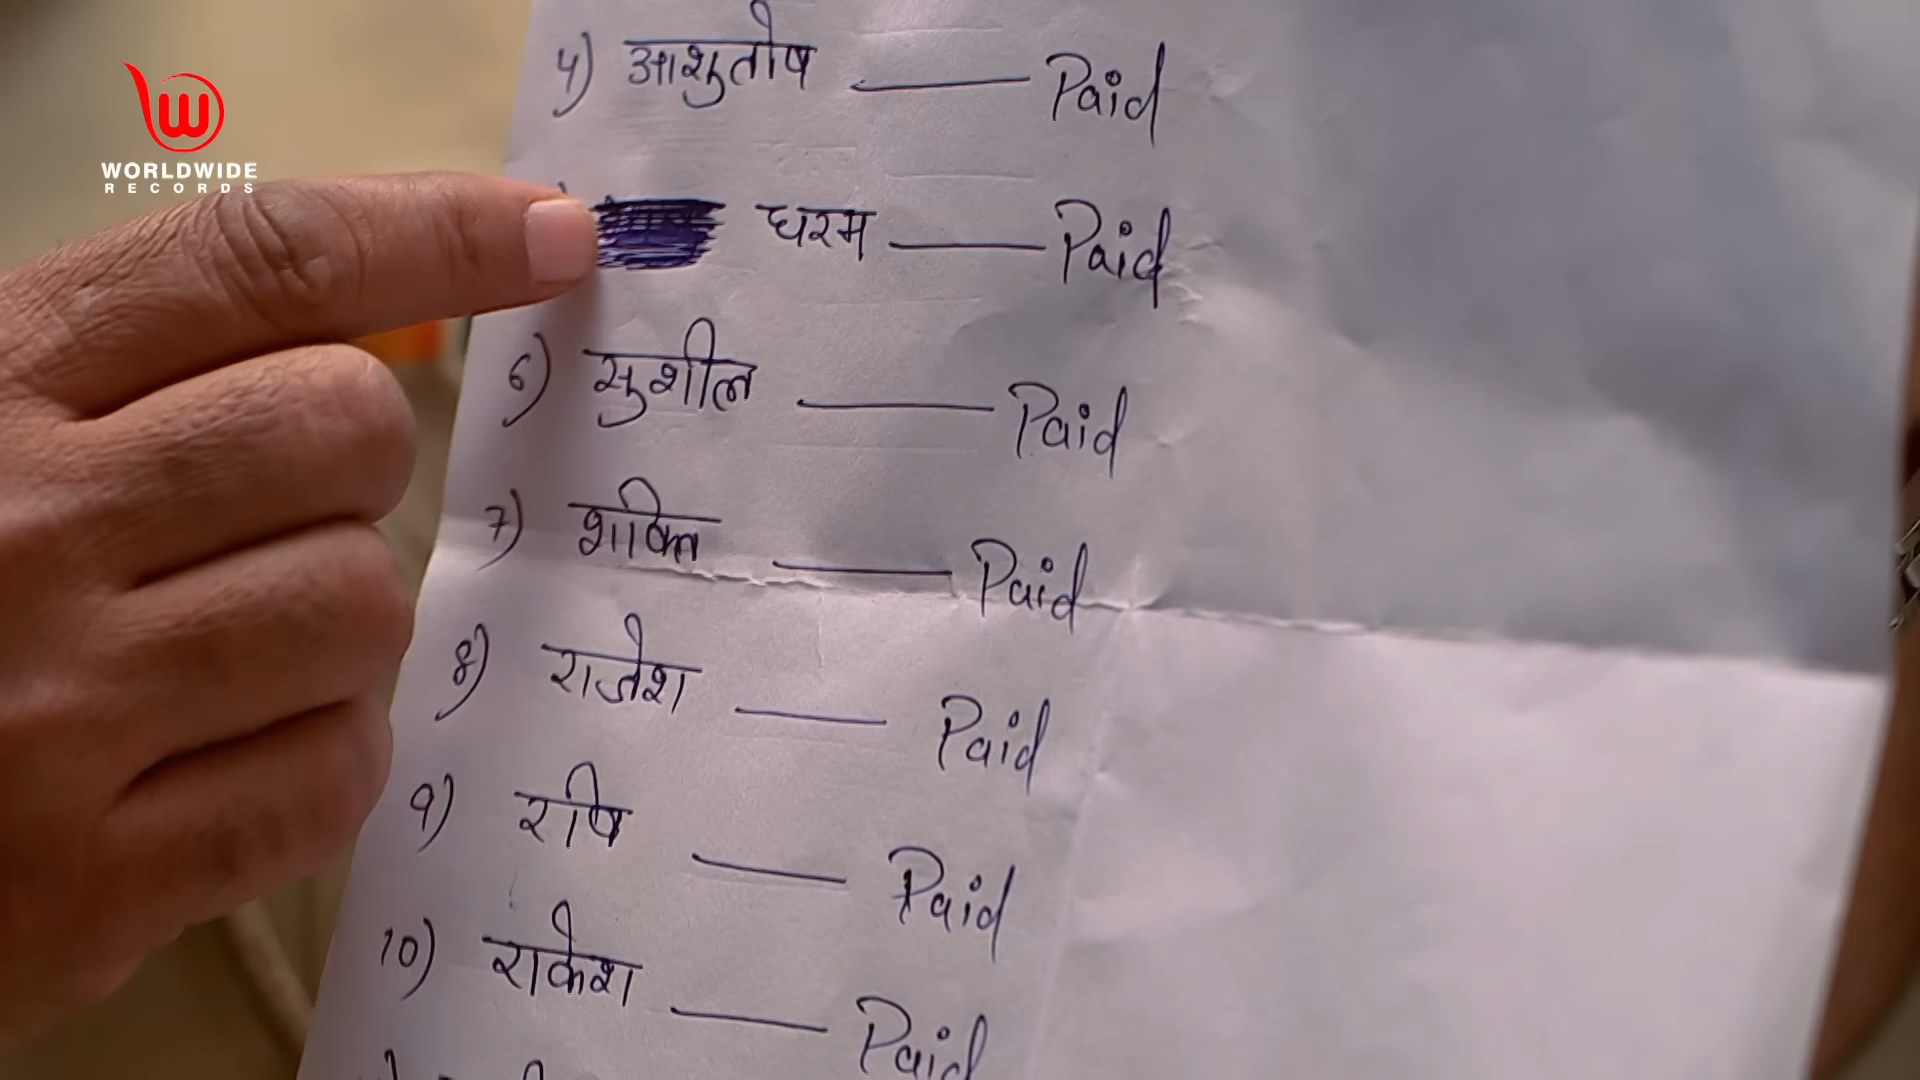 WORLDWIDE
RECORDS
4) आशुतोष — Paid
धरम — Paid
6) सुशील — Paid
7) शक्ति — Paid
8) राजेश — Paid
9) रवि — Paid
10) राकेश — Paid